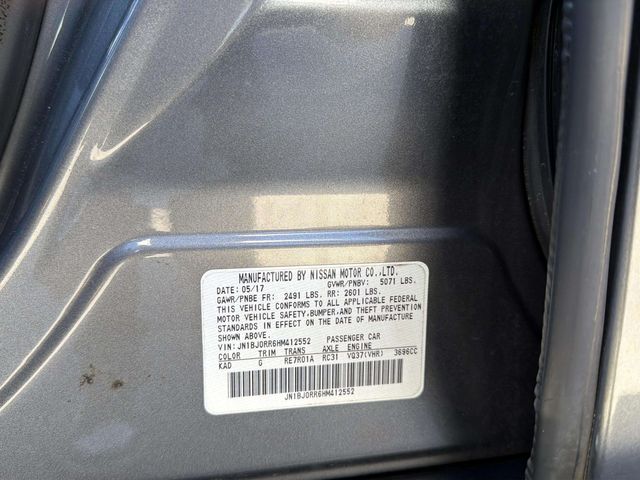 MANUFACTURED BY NISSAN MOTOR CO.,LTD.
DATE: 05/17 GVWR/PNBV: 5071 LBS.
GAWR/PNBE FR: 2491 LBS. RR: 2601 LBS.
THIS VEHICLE CONFORMS TO ALL APPLICABLE FEDERAL
MOTOR VEHICLE SAFETY, BUMPER, AND THEFT PREVENTION
STANDARDS IN EFFECT ON THE DATE OF MANUFACTURE
SHOWN ABOVE.
VIN: JN1BJ0RR6HM412552 PASSENGER CAR
COLOR TRIM TRANS AXLE ENGINE
KAD G RE7R01A RC31 VQ37(VHR) 3696CC
JN1BJ0RR6HM412552